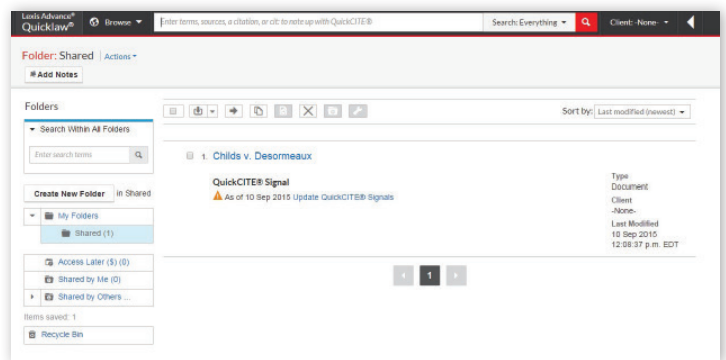 Lexis Advance®
Quicklaw®
Browse
Enter terms, sources, a citation, or cit: to note up with QuickCITE®
Search: Everything
Client: -None-
Folder: Shared
Actions
Add Notes
Folders
Search Within All Folders
Enter search terms
Create New Folder in Shared
My Folders
Shared (1)
Access Later ($) (0)
Shared by Me (0)
Shared by Others ...
Items saved: 1
Recycle Bin
Sort by: Last modified (newest)
1. Childs v. Desormeaux
QuickCITE® Signal
As of 10 Sep 2015 Update QuickCITE® Signals
Type
Document
Client
-None-
Last Modified
10 Sep 2015
12:08:37 p.m. EDT
1